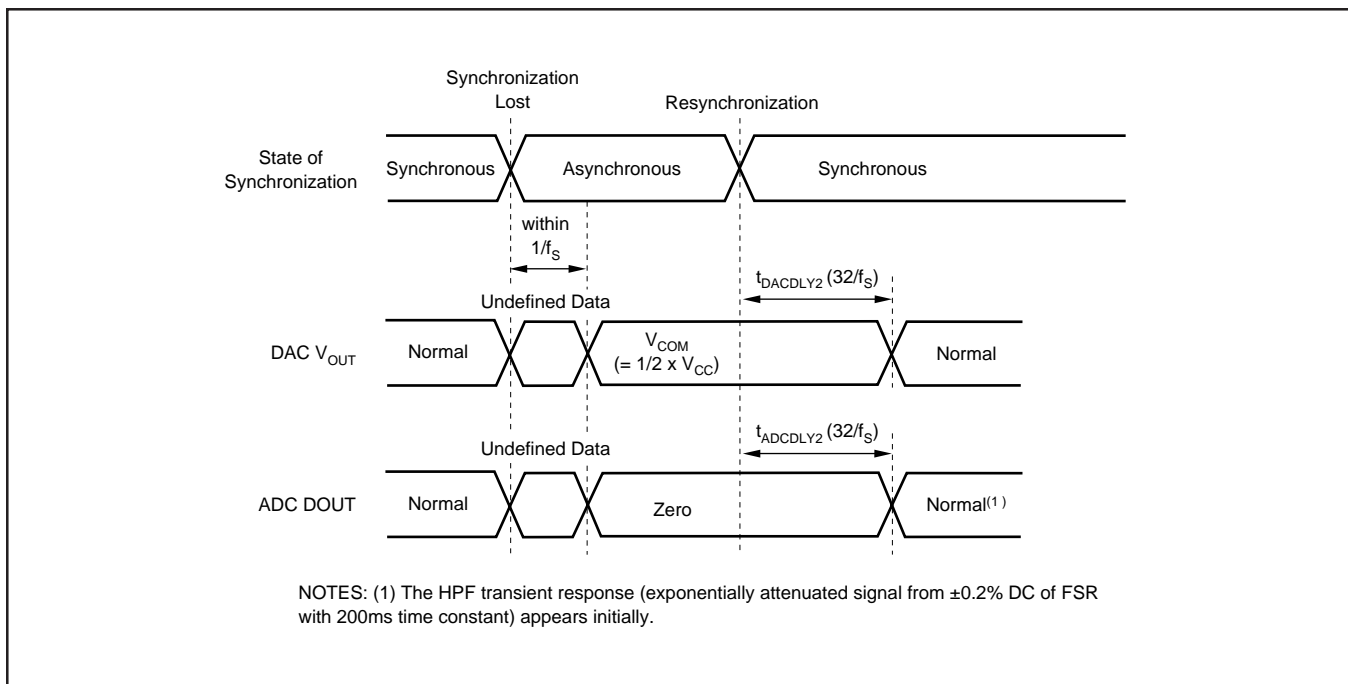 Synchronization
Lost
Resynchronization
State of
Synchronization
Synchronous
Asynchronous
Synchronous
within
1/fS
tDACDLY2 (32/fS)
Undefined Data
DAC VOUT
Normal
VCOM
(= 1/2 x VCC)
Normal
tADCDLY2 (32/fS)
Undefined Data
ADC DOUT
Normal
Zero
Normal(1 )
NOTES: (1) The HPF transient response (exponentially attenuated signal from ±0.2% DC of FSR
with 200ms time constant) appears initially.